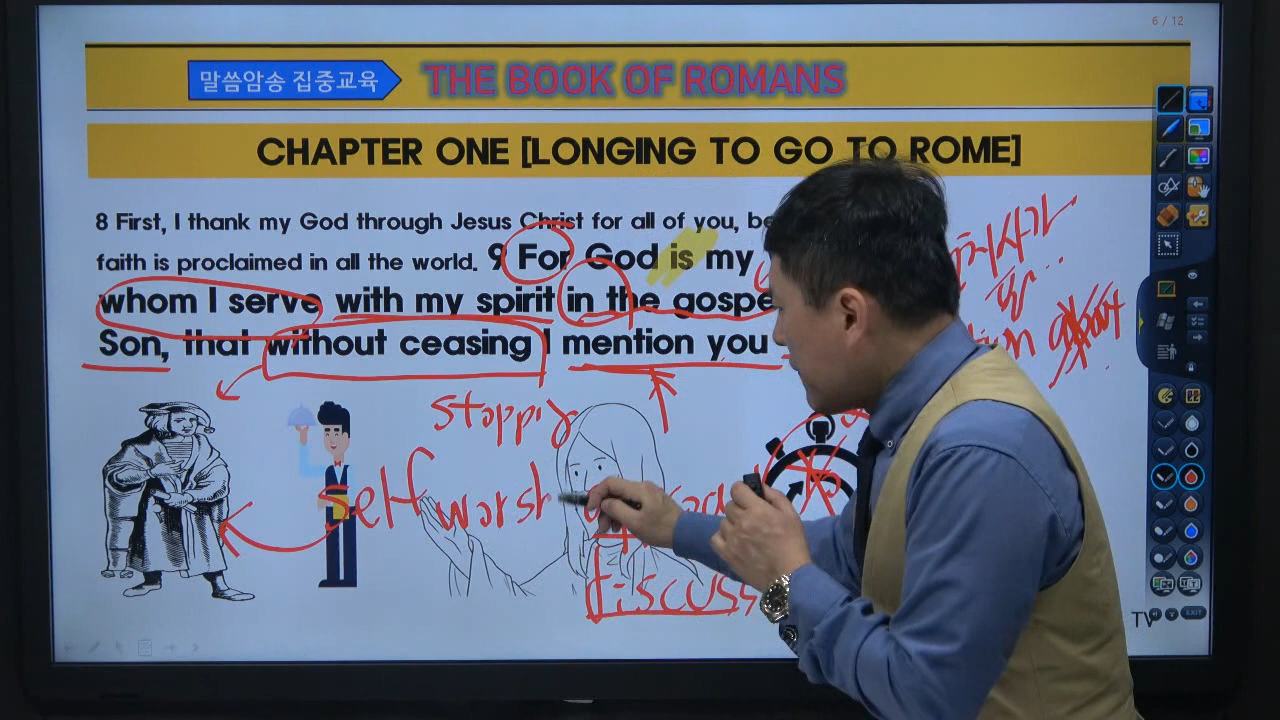 6 / 12
말씀암송 집중교육
THE BOOK OF ROMANS
CHAPTER ONE [LONGING TO GO TO ROME]
8 First, I thank my God through Jesus Christ for all of you,
faith is proclaimed in all the world. 9 For God is my
whom I serve with my spirit in the
Son, that without ceasing I mention you
about
stopping
self
discuss
TV
EXIT